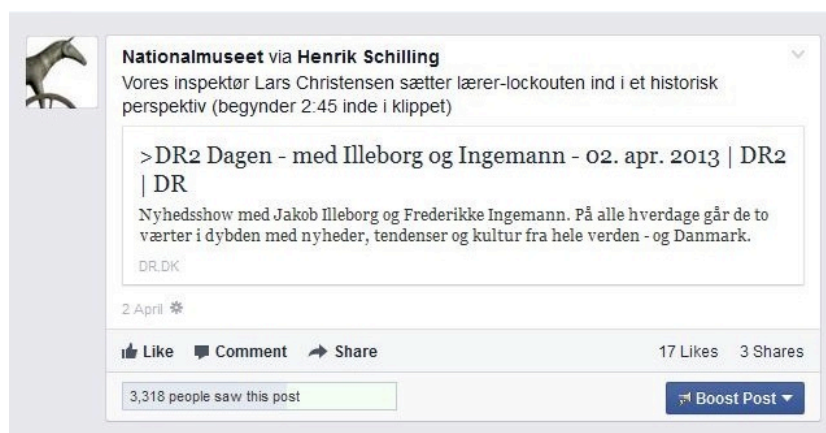 Nationalmuseet via Henrik Schilling
Vores inspektør Lars Christensen sætter lærer-lockouten ind i et historisk
perspektiv (begynder 2:45 inde i klippet)
>DR2 Dagen - med Illeborg og Ingemann - 02. apr. 2013 | DR2
| DR
Nyhedsshow med Jakob Illeborg og Frederikke Ingemann. På alle hverdage går de to
værter i dybden med nyheder, tendenser og kultur fra hele verden - og Danmark.
DR.DK
2 April
Like Comment Share 17 Likes 3 Shares
3,318 people saw this post Boost Post